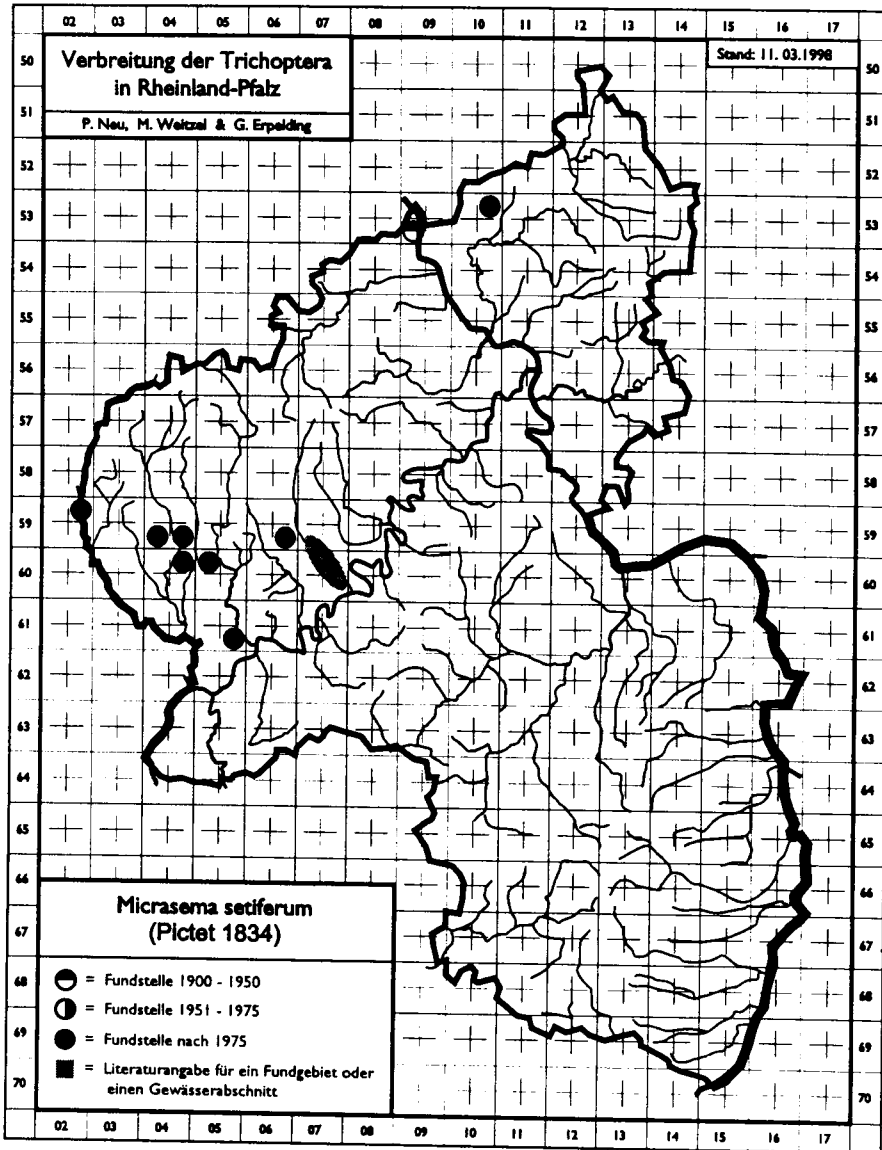 02 03 04 05 06 07 08 09 10 11 12 13 14 15 16 17
Verbreitung der Trichoptera
in Rheinland-Pfalz
P. Neu, M. Weitzel & G. Erpelding
Stand: 11. 03.1998
50 50
51 51
52 52
53 53
54 54
55 55
56 56
57 57
58 58
59 59
60 60
61 61
62 62
63 63
64 64
65 65
66 66
67 67
68 68
69 69
70 70
Micrasema setiferum
(Pictet 1834)
= Fundstelle 1900 - 1950
= Fundstelle 1951 - 1975
= Fundstelle nach 1975
= Literaturangabe für ein Fundgebiet oder
einen Gewässerabschnitt
02 03 04 05 06 07 08 09 10 11 12 13 14 15 16 17